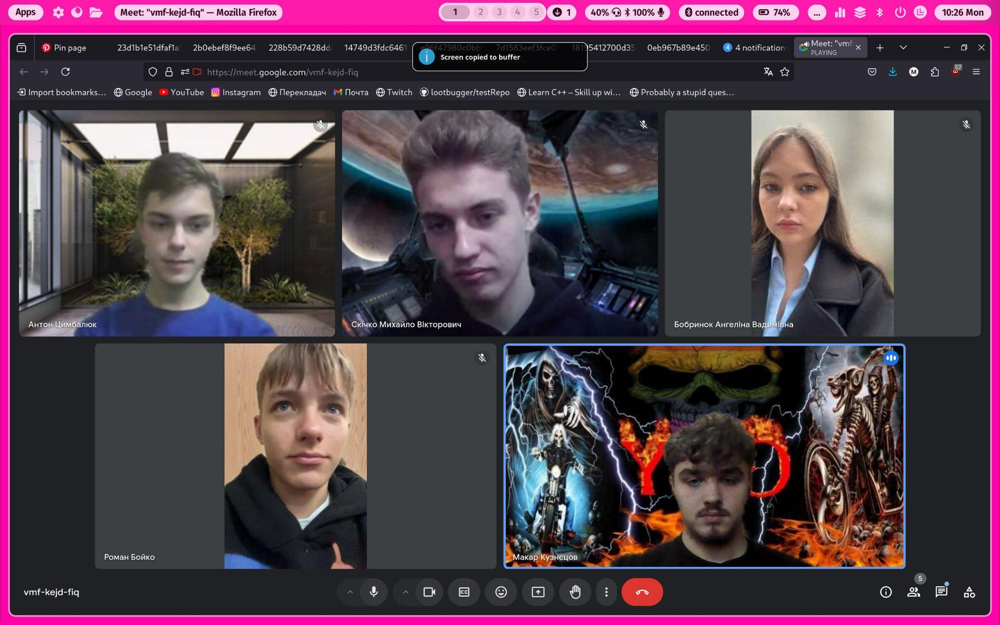 Apps
Meet: "vmf-kejd-fiq" — Mozilla Firefox
1 2 3 4 5
1
40% 100%
connected
74%
...
10:26 Mon
Pin page
23d1b1e51dfaf1a
2b0ebef8f9ee64
228b59d7428dd
14749d3fdc6461
0eb967b89e450
4 4 notification
Meet: "vmf
PLAYING
Screen copied to buffer
https://meet.google.com/vmf-kejd-fiq
M
57
Import bookmarks...
Google
YouTube
Instagram
Перекладач
Почта
Twitch
lootbugger/testRepo
Learn C++ – Skill up wi...
Probably a stupid ques...
Антон Цимбалюк
Скічко Михайло Вікторович
Бобринок Ангеліна Вадимівна
Роман Бойко
Макар Кузнєцов
vmf-kejd-fiq
CC
5